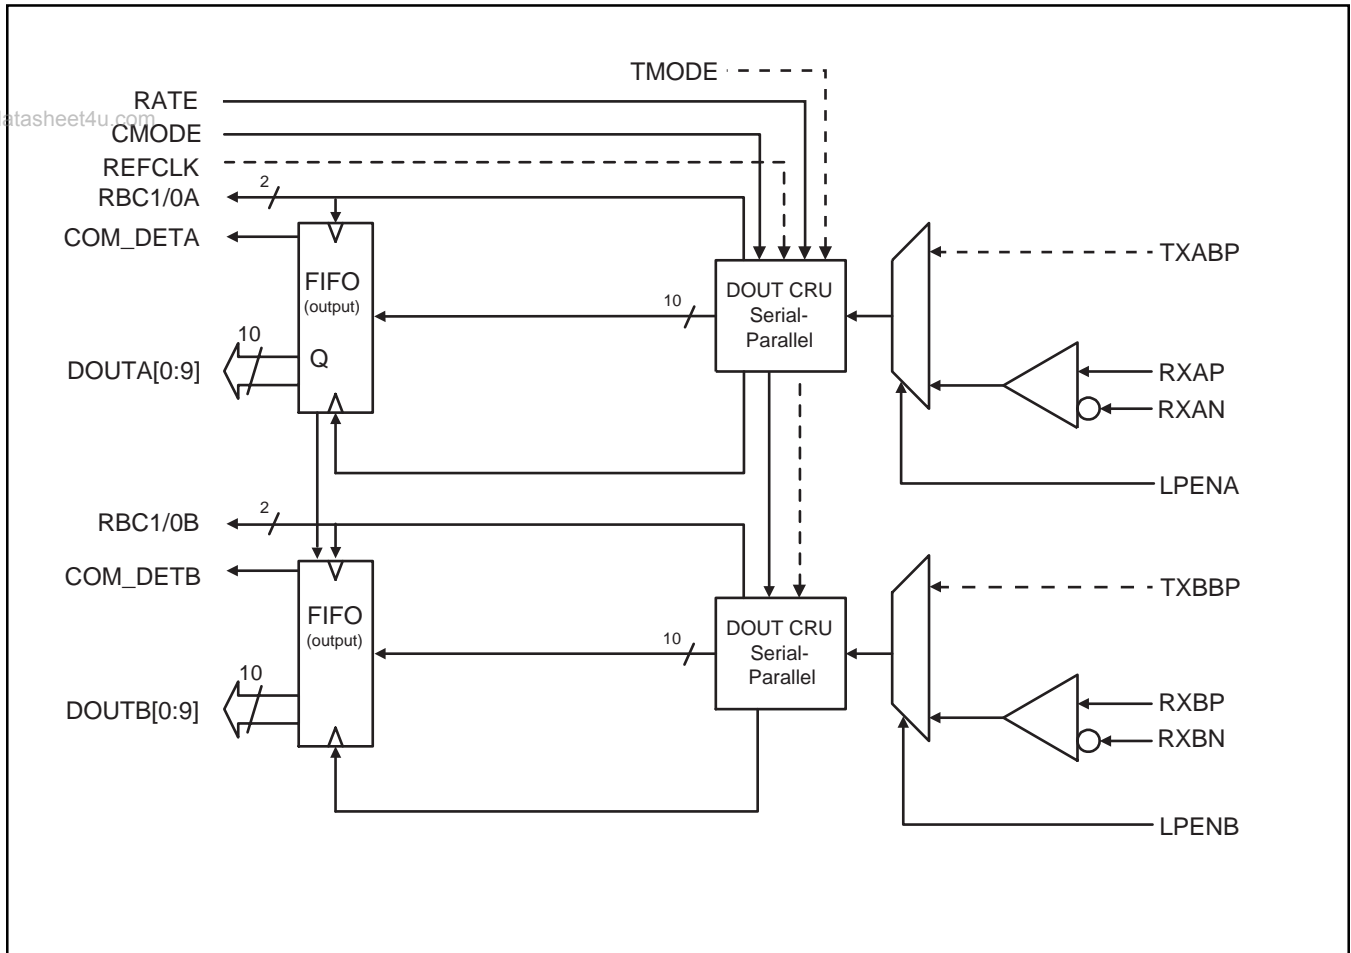 TMODE
RATE
datasheet4u.com
CMODE
REFCLK
RBC1/0A
2
COM_DETA
TXABP
FIFO
(output)
10
DOUT CRU
Serial-
Parallel
10
Q
DOUTA[0:9]
RXAP
RXAN
LPENA
RBC1/0B
2
COM_DETB
TXBBP
FIFO
(output)
10
DOUT CRU
Serial-
Parallel
10
DOUTB[0:9]
RXBP
RXBN
LPENB